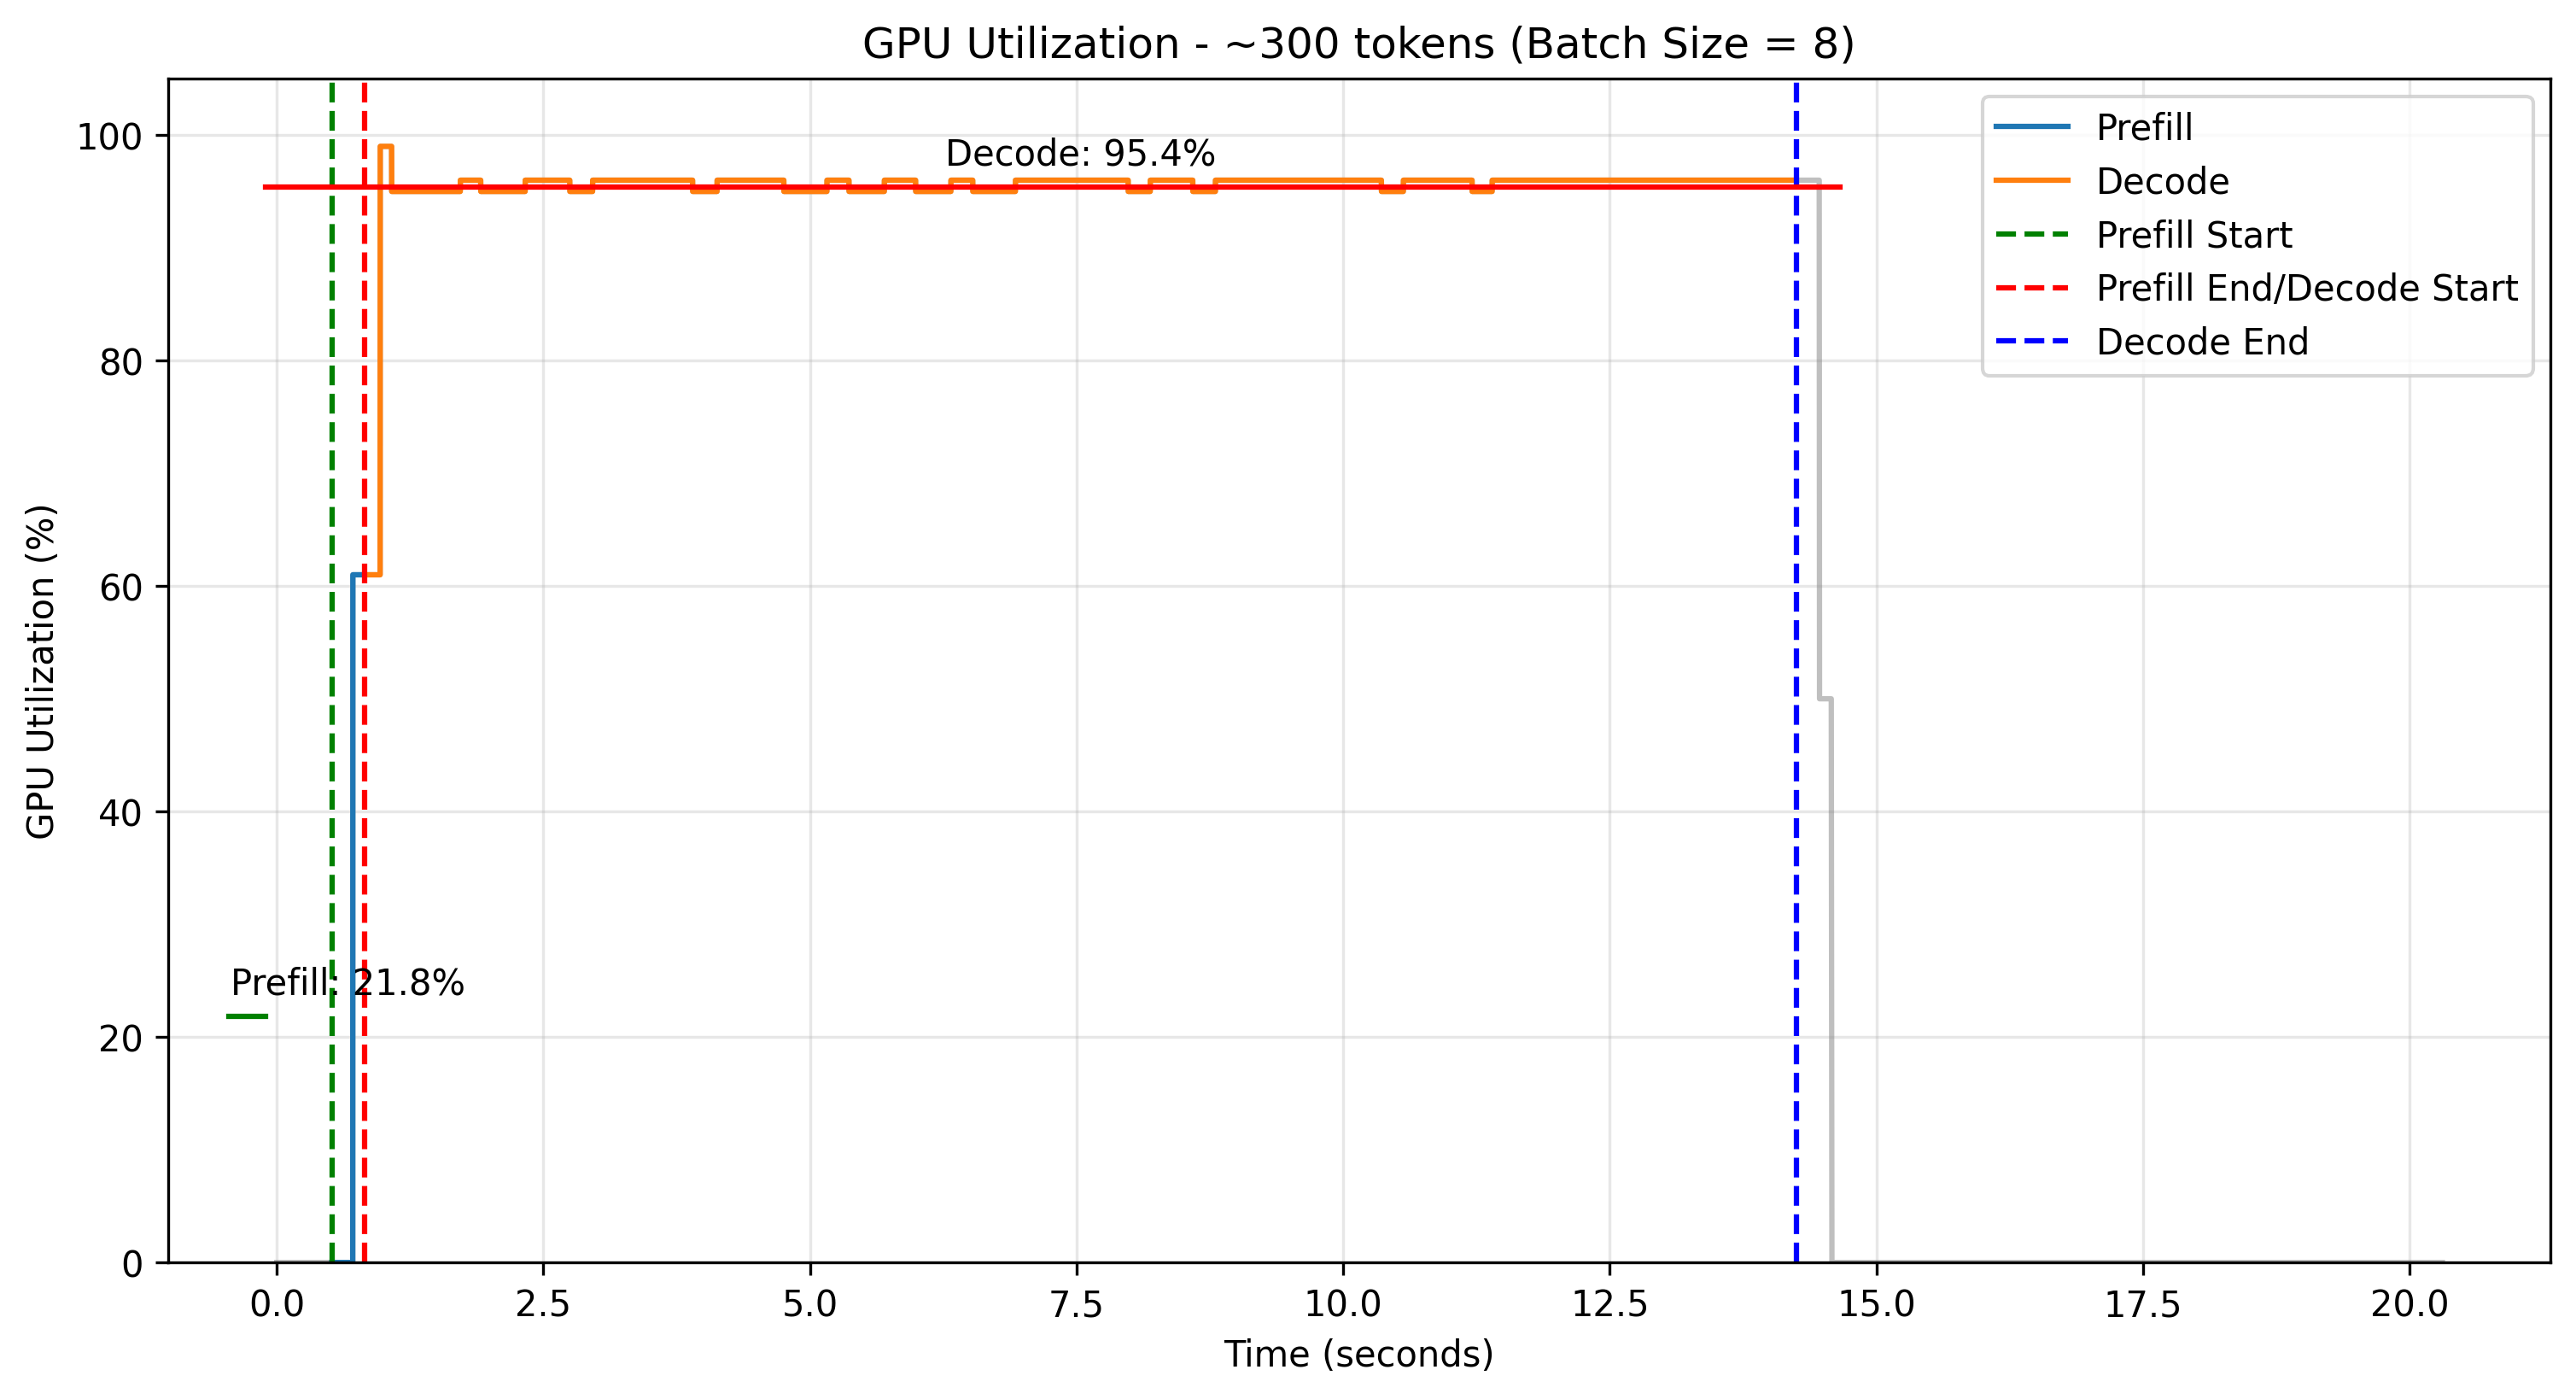 GPU Utilization - ~300 tokens (Batch Size = 8)
Prefill
Decode
Prefill Start
Prefill End/Decode Start
Decode End
Decode: 95.4%
Prefill: 21.8%
GPU Utilization (%)
100
80
60
40
20
0
0.0 2.5 5.0 7.5 10.0 12.5 15.0 17.5 20.0
Time (seconds)